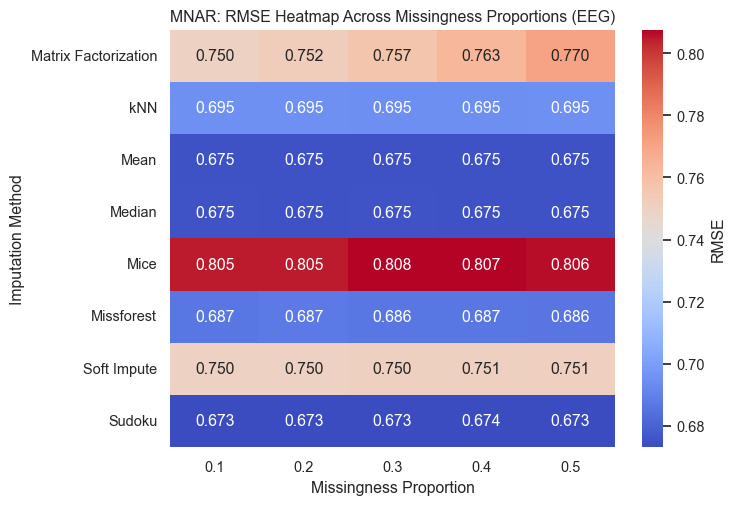 MNAR: RMSE Heatmap Across Missingness Proportions (EEG)
Matrix Factorization 0.750 0.752 0.757 0.763 0.770
kNN 0.695 0.695 0.695 0.695 0.695
Mean 0.675 0.675 0.675 0.675 0.675
Median 0.675 0.675 0.675 0.675 0.675
Mice 0.805 0.805 0.808 0.807 0.806
Missforest 0.687 0.687 0.686 0.687 0.686
Soft Impute 0.750 0.750 0.750 0.751 0.751
Sudoku 0.673 0.673 0.673 0.674 0.673
0.1 0.2 0.3 0.4 0.5
Missingness Proportion
Imputation Method
0.80
0.78
0.76
0.74
0.72
0.70
0.68
RMSE